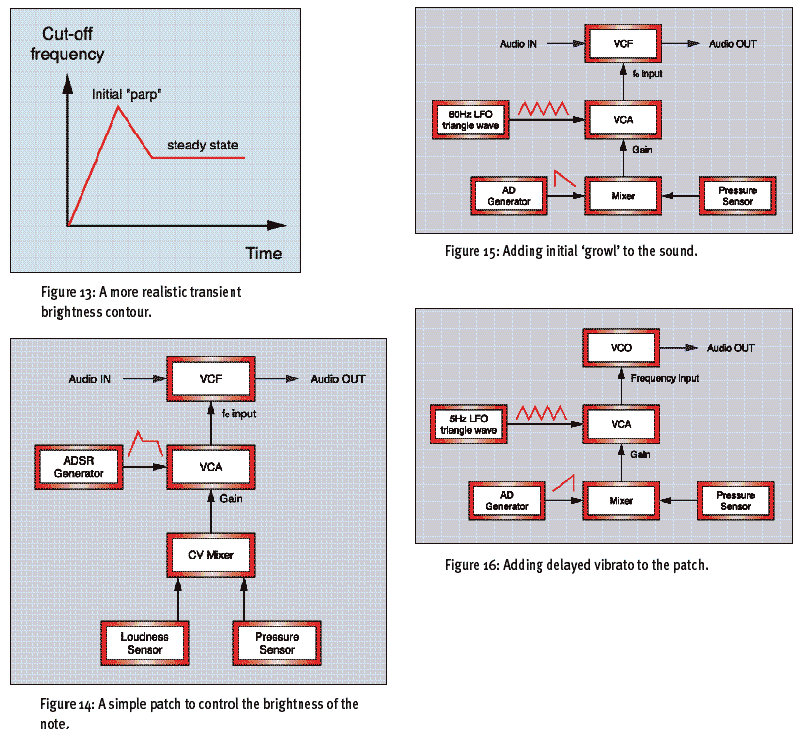 Cut-off
frequency
Initial "parp"
steady state
Time
Figure 13: A more realistic transient
brightness contour.
VCF
Audio IN
Audio OUT
fc input
ADSR
Generator
VCA
Gain
CV Mixer
Loudness
Sensor
Pressure
Sensor
Figure 14: A simple patch to control the brightness of the
note.
VCF
Audio IN
Audio OUT
fc input
80Hz LFO
triangle wave
VCA
Gain
AD
Generator
Mixer
Pressure
Sensor
Figure 15: Adding initial ‘growl’ to the sound.
VCO
Audio OUT
Frequency Input
5Hz LFO
triangle wave
VCA
Gain
AD
Generator
Mixer
Pressure
Sensor
Figure 16: Adding delayed vibrato to the patch.